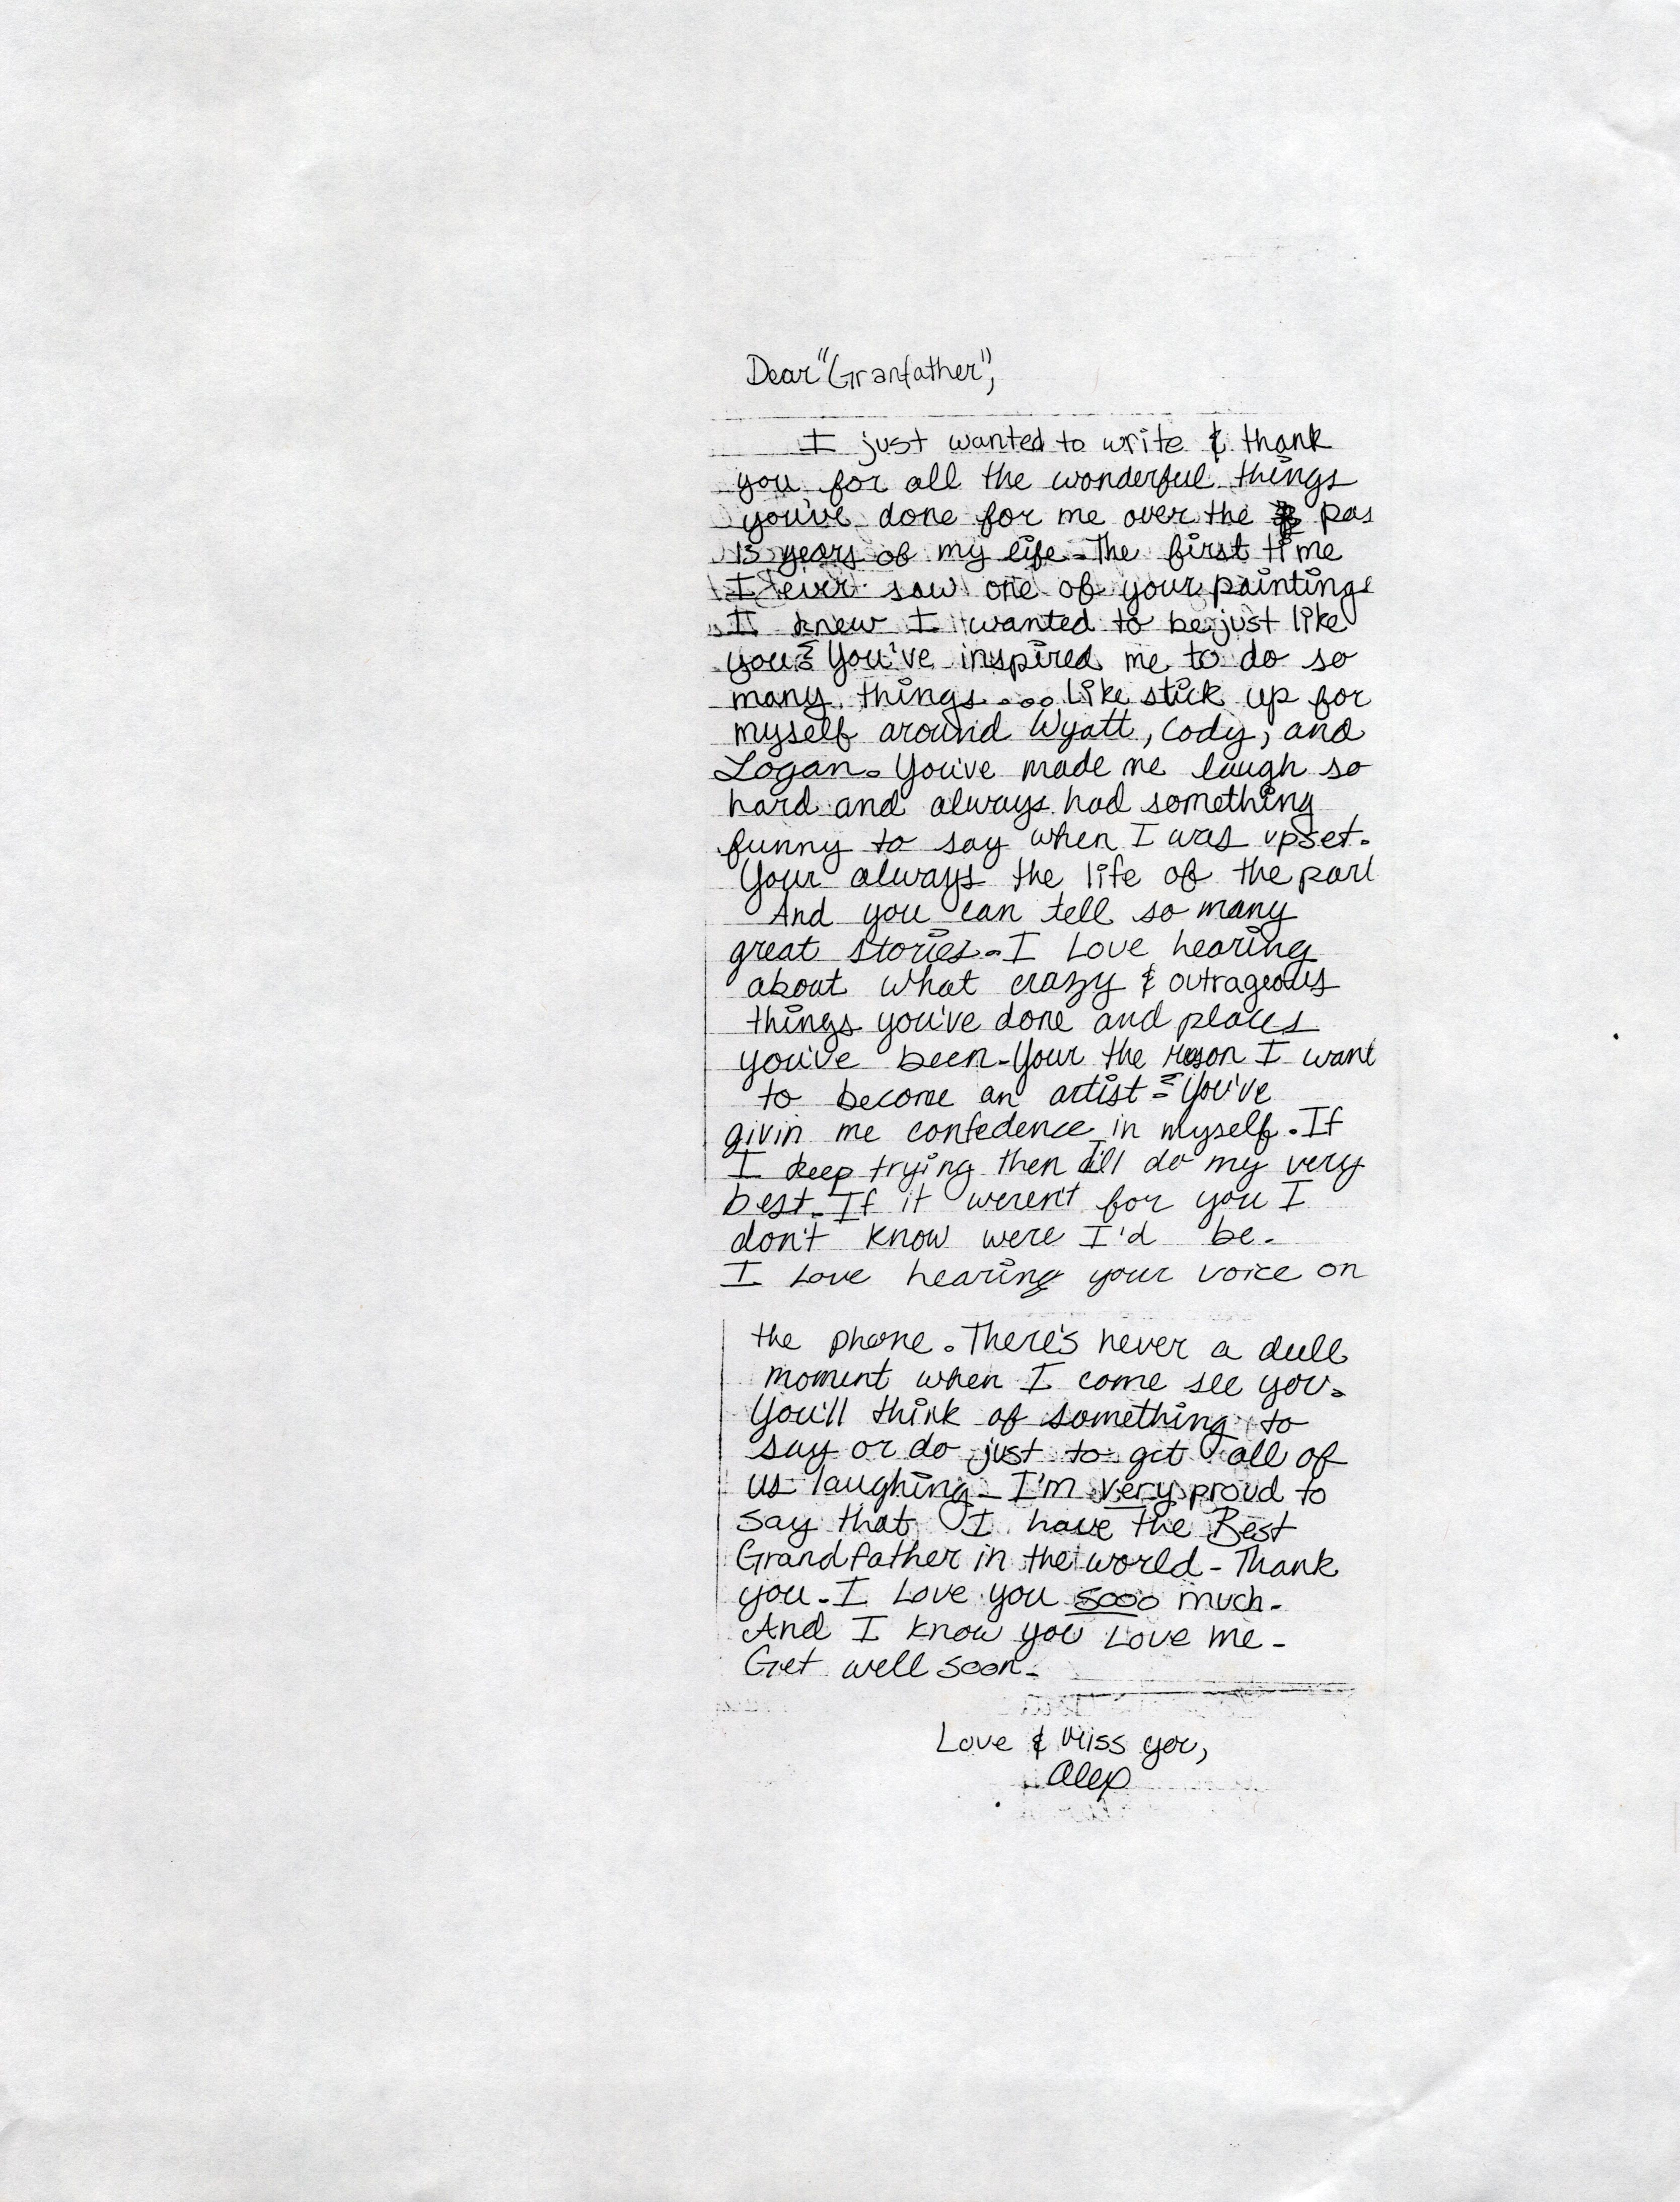 Dear "Granfather",
I just wanted to write & thank
you for all the wonderful things
you've done for me over the pas
13 years of my life. The first time
I ever saw one of your paintings
I knew I wanted to be just like
you! You've inspired me to do so
many things... Like stick up for
myself around Wyatt, Cody, and
Logan. You've made me laugh so
hard and always had something
funny to say when I was upset.
Your always the life of the part
And you can tell so many
great stories. I Love hearing
about what crazy & outrageous
things you've done and places
you've been. Your the reason I want
to become an artist! You've
givin me confedence in myself. If
I keep trying then I'll do my very
best. If it weren't for you I
don't know were I'd be.
I Love hearing your voice on
the phone. There's never a dull
moment when I come see you.
You'll think of something to
say or do just to get all of
us laughing. I'm very proud to
say that I have the Best
Grandfather in the world - Thank
you. I Love you sooo much.
And I know you Love me.
Get well soon.
Love & Miss you,
Alex